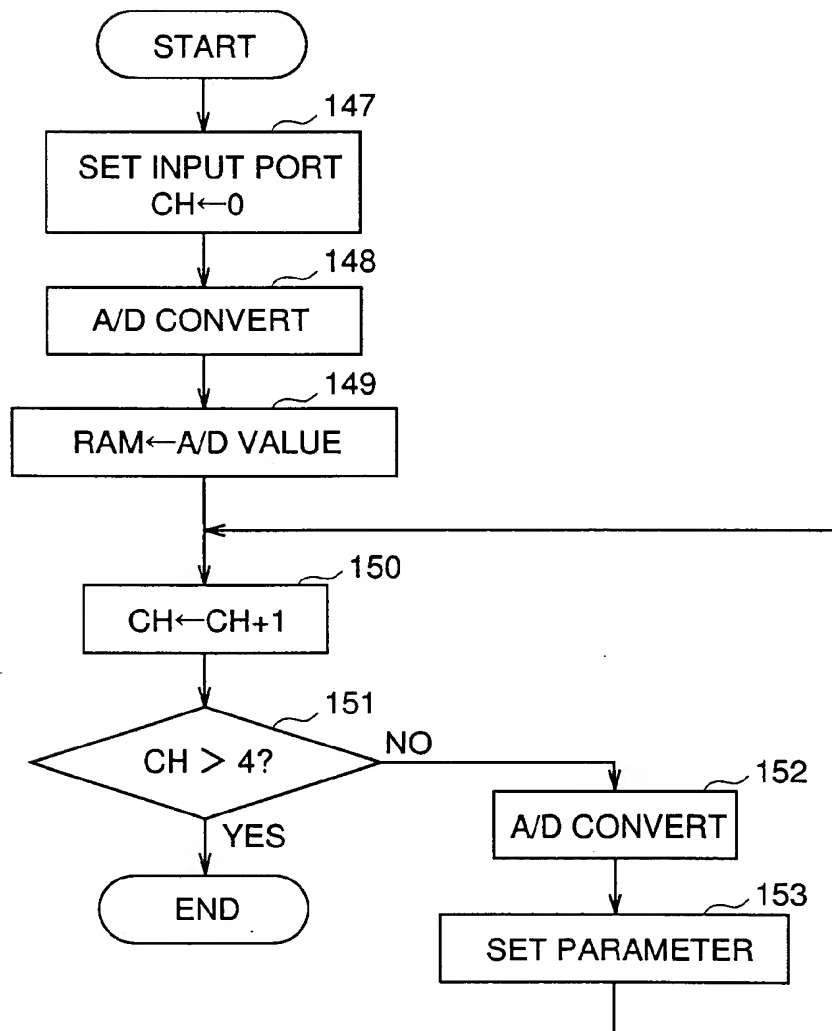 START
147
SET INPUT PORT
CH←0
148
A/D CONVERT
149
RAM←A/D VALUE
150
CH←CH+1
151
CH > 4?
NO
YES
END
152
A/D CONVERT
153
SET PARAMETER